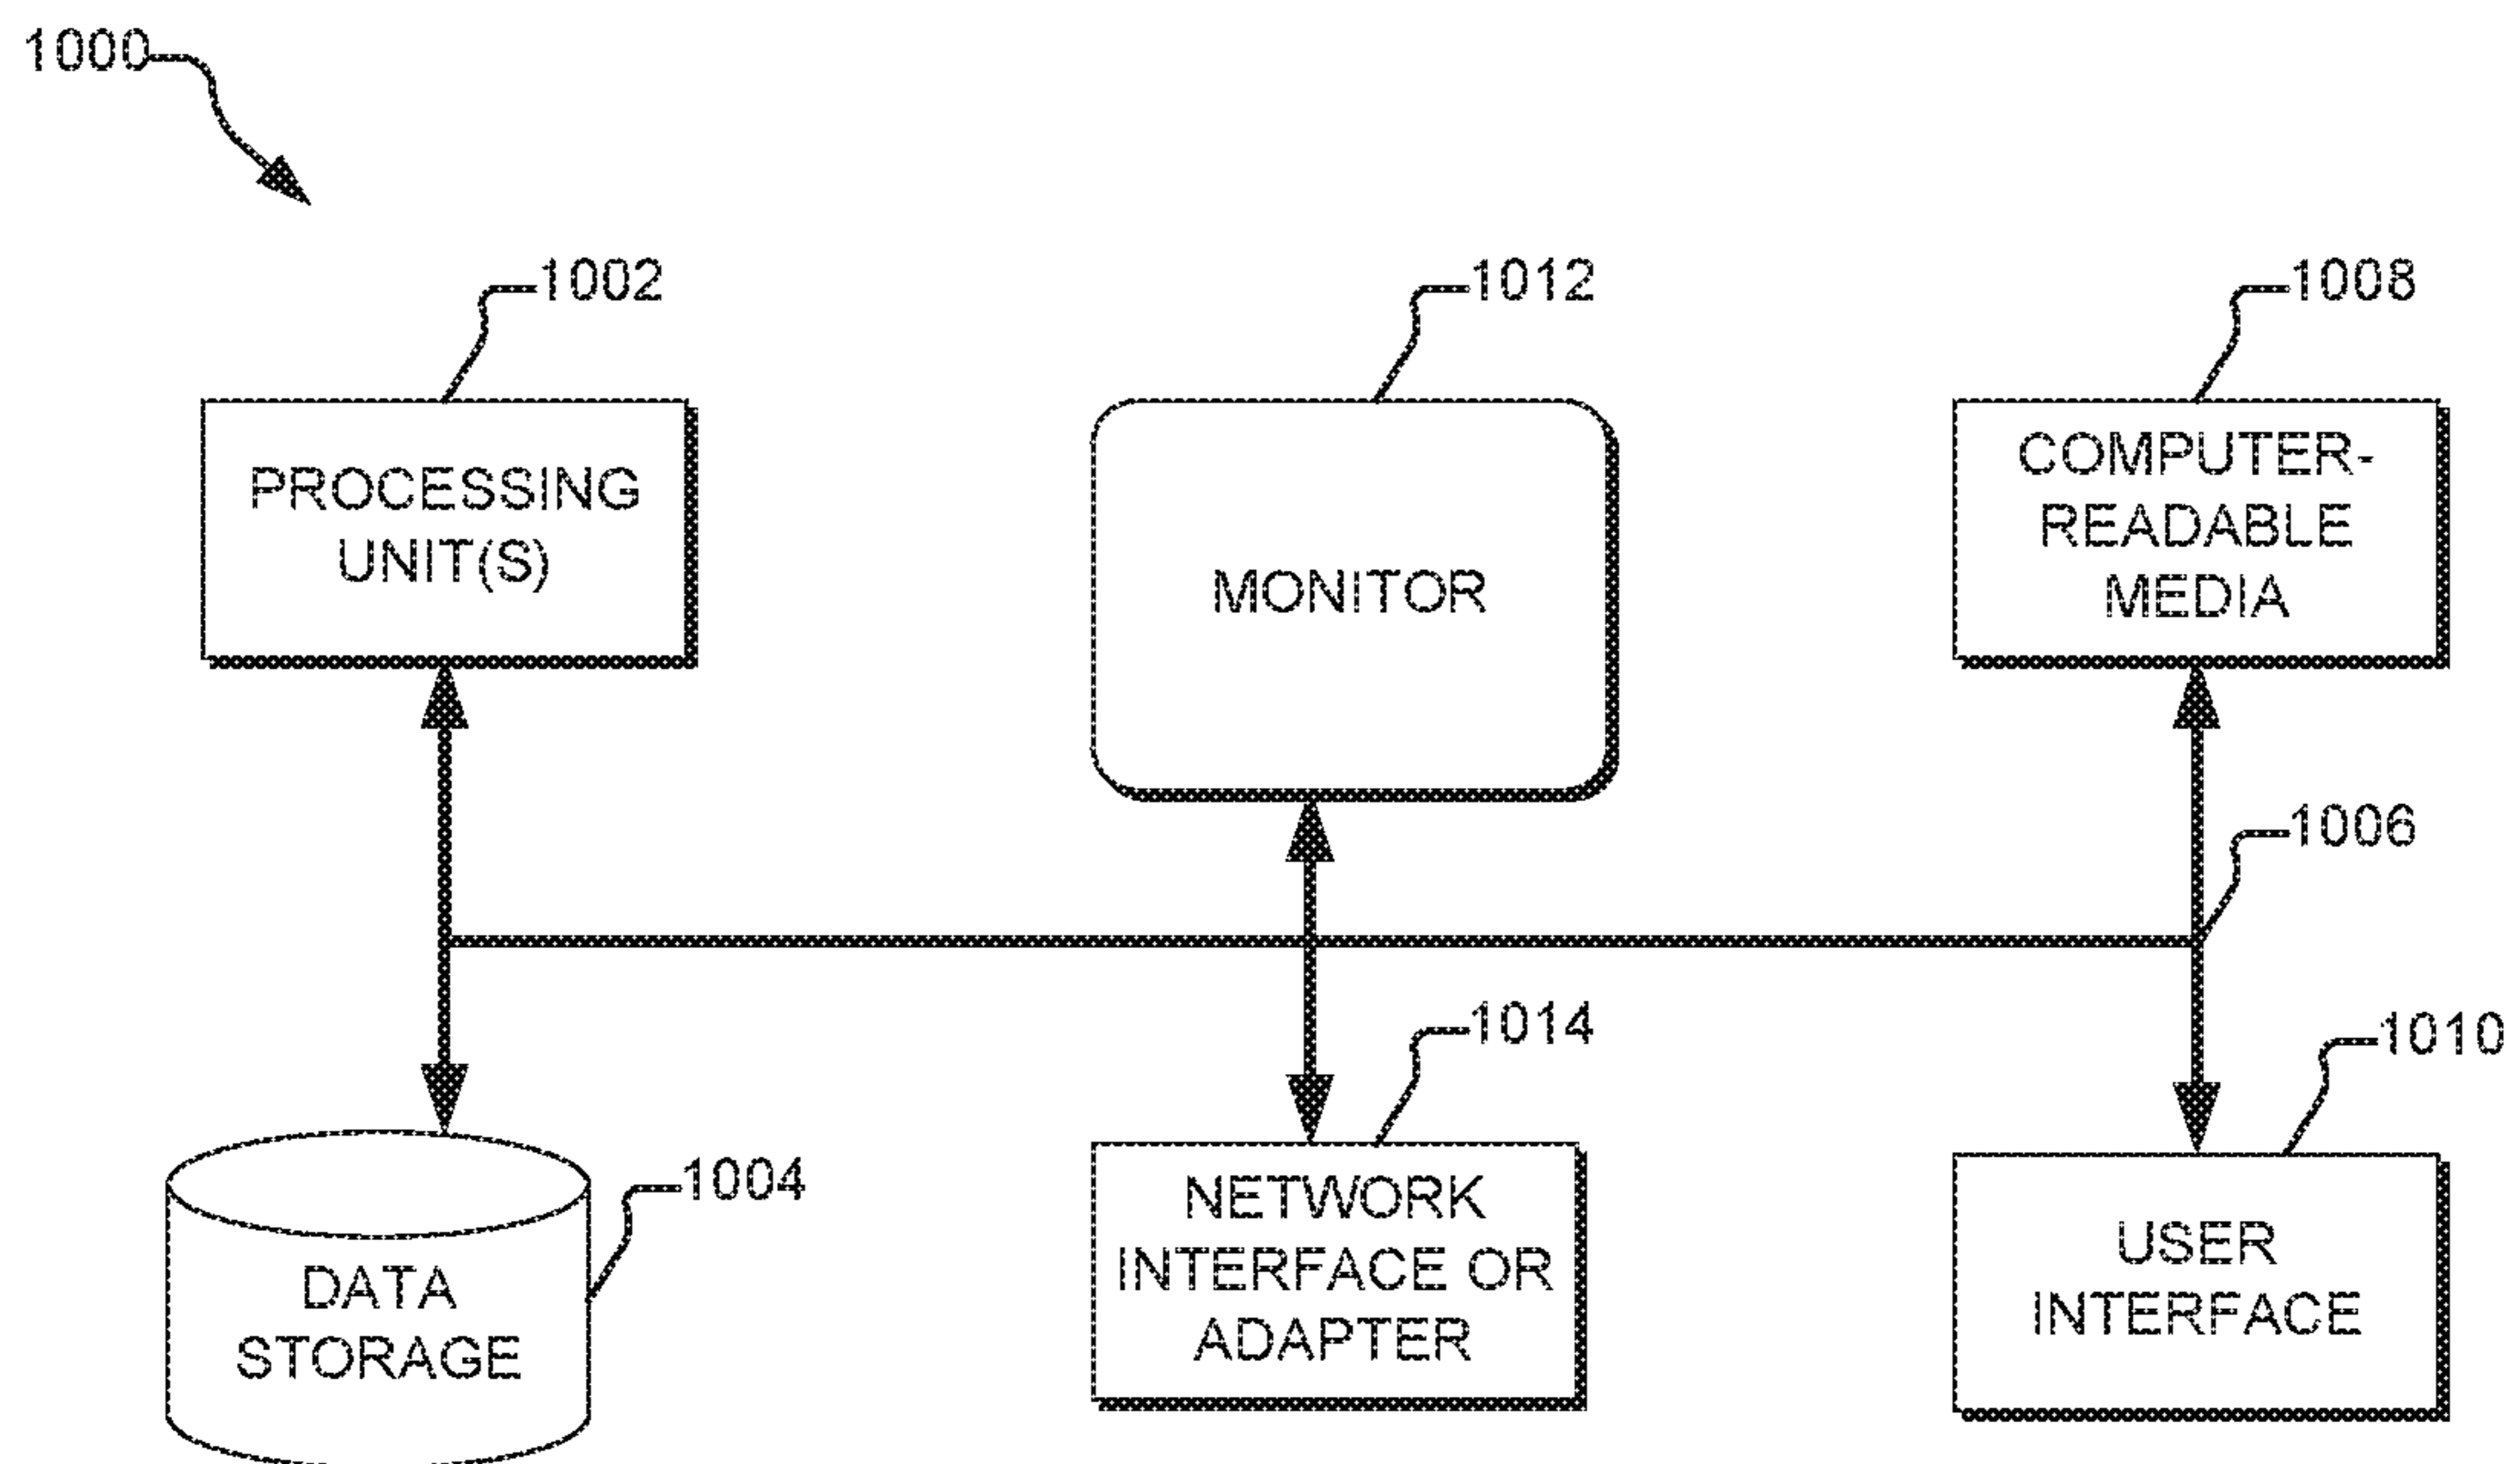 1000
1002
1012
1008
PROCESSING
UNIT(S)
MONITOR
COMPUTER-
READABLE
MEDIA
1006
1014
1010
1004
DATA
STORAGE
NETWORK
INTERFACE OR
ADAPTER
USER
INTERFACE